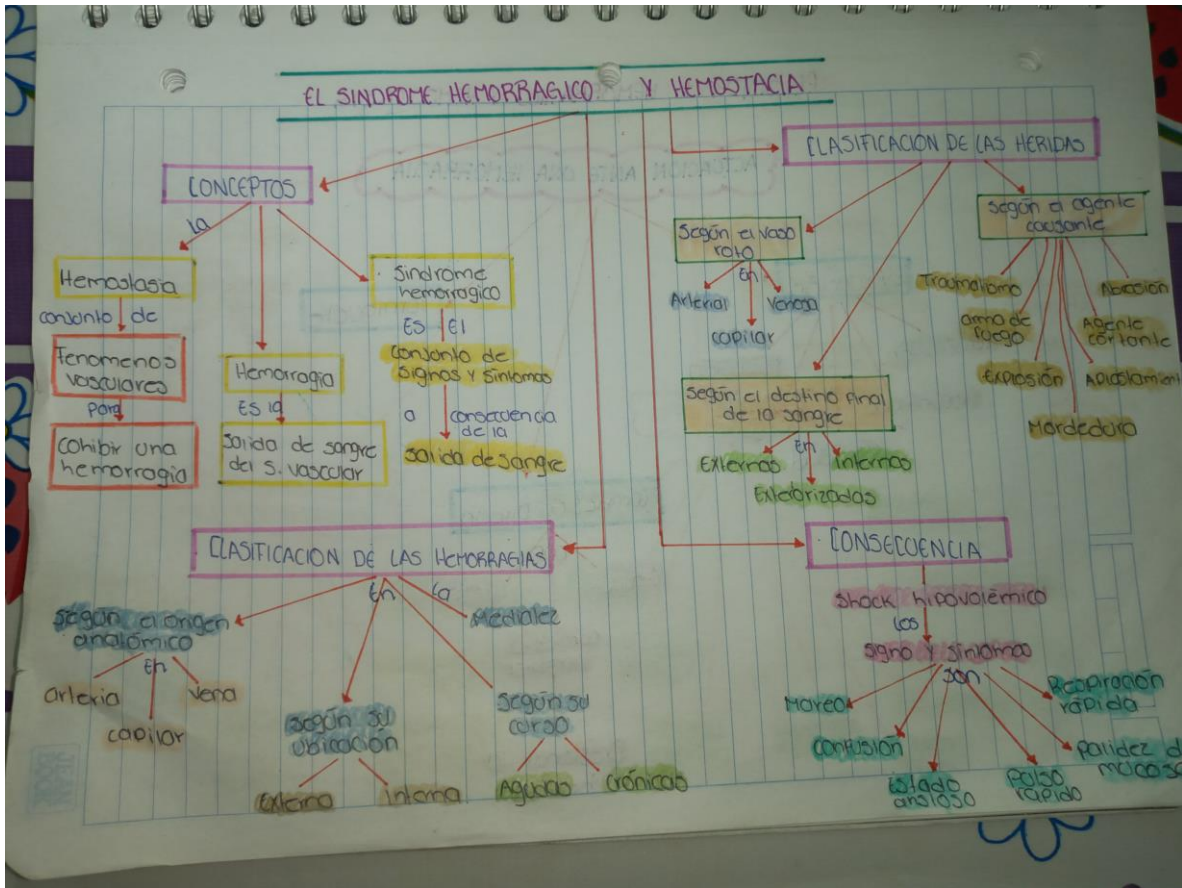 EL SINDROME HEMORRAGICO Y HEMOSTACIA
CONCEPTOS
la
Hemostasia
conjunto de
Fenomenos
vasculares
para
cohibir una
hemorragia
Hemorragia
ES la
Salida de sangre
del S. vascular
Sindrome
hemorragico
ES El
conjunto de
signos y sintomas
a consecuencia
de la
salida de sangre
CLASIFICACION DE LAS HERIDAS
Según el vaso
roto
En
Arterial
Venosa
capilar
Según el destino final
de la sangre
En
Externas
Internas
Exteriorizadas
según el agente
causante
Traumatismo
Abrasión
arma de
fuego
Agente
cortante
Explosión
Aplastamient
Mordedura
CLASIFICACION DE LAS HEMORRAGIAS
En
la
Según el origen
anatómico
En
arteria
vena
capilar
según su
ubicación
externa
interna
según su
curso
Agudas
crónicas
Mediatez
CONSECUENCIA
Shock hipovolémico
Los
signo y sintomas
son
Mareo
Respiración
rápida
confusión
palidez d
mucosa
Estado
ansioso
pulso
rápido